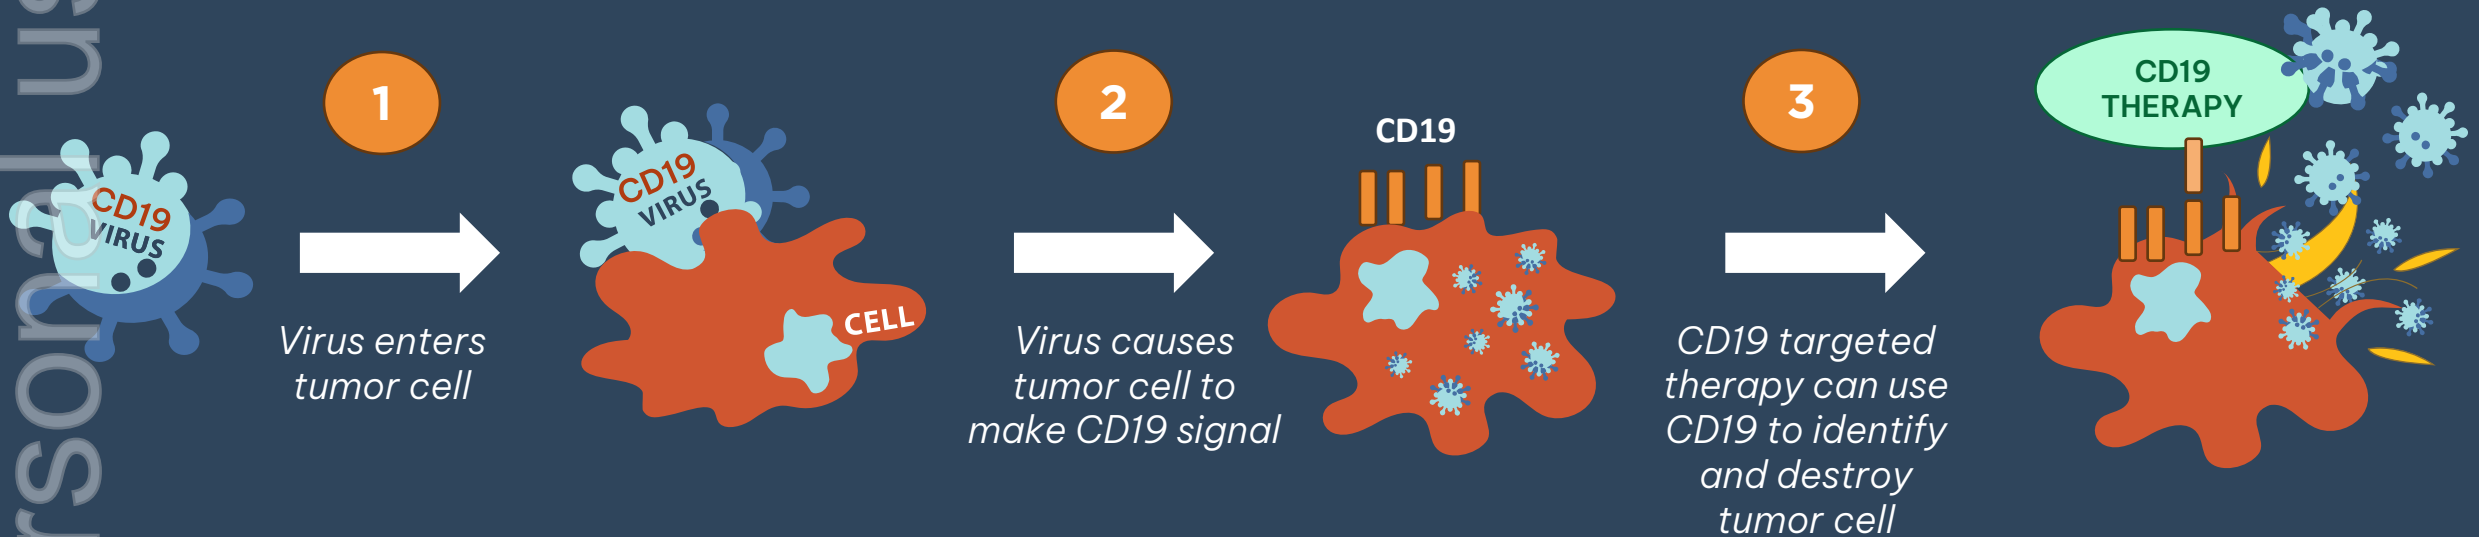 1
2
3
CD19
THERAPY
CD19
CD19
VIRUS
CD19
VIRUS
CELL
Virus enters
tumor cell
Virus causes
tumor cell to
make CD19 signal
CD19 targeted
therapy can use
CD19 to identify
and destroy
tumor cell